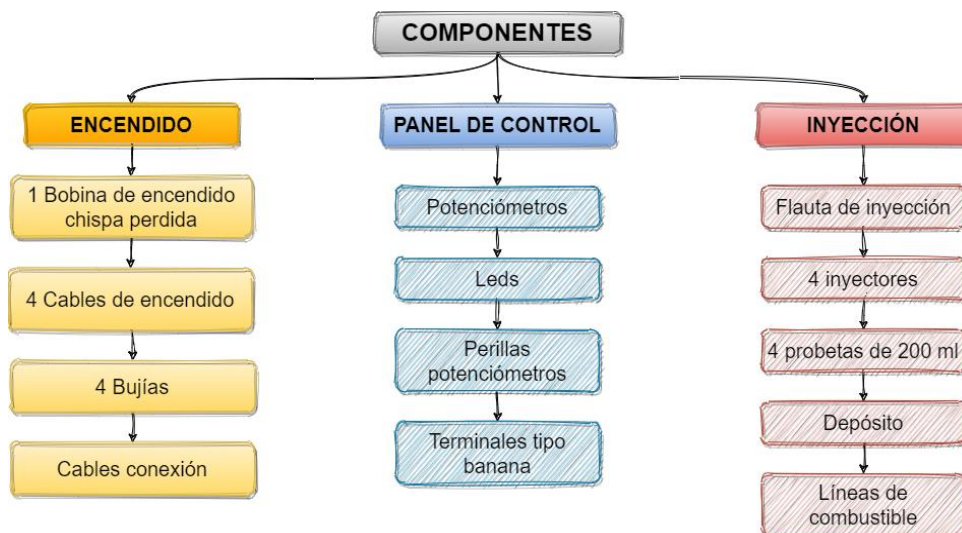 COMPONENTES
ENCENDIDO
1 Bobina de encendido
chispa perdida
4 Cables de encendido
4 Bujías
Cables conexión
PANEL DE CONTROL
Potenciómetros
Leds
Perillas
potenciómetros
Terminales tipo
banana
INYECCIÓN
Flauta de inyección
4 inyectores
4 probetas de 200 ml
Depósito
Líneas de
combustible